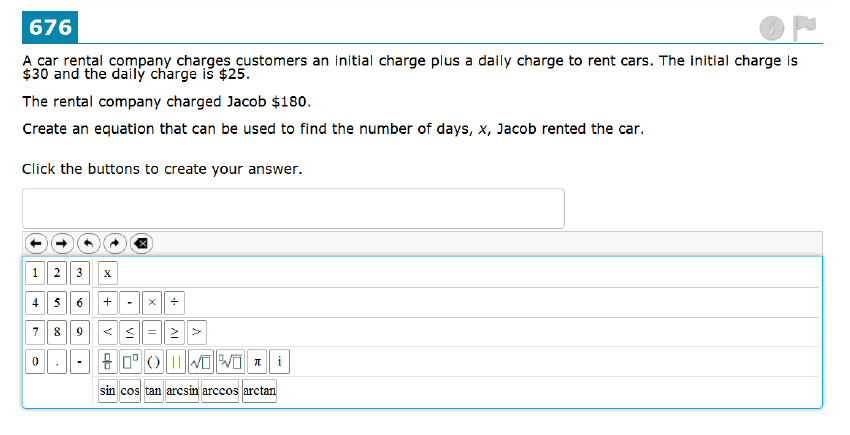 676
A car rental company charges customers an initial charge plus a daily charge to rent cars. The initial charge is
$30 and the daily charge is $25.
The rental company charged Jacob $180.
Create an equation that can be used to find the number of days, x, Jacob rented the car.
Click the buttons to create your answer.
1 2 3 x
4 5 6 + - × ÷
7 8 9 < ≤ = ≥ >
0 . - () || √ √ π i
sin cos tan arcsin arccos arctan